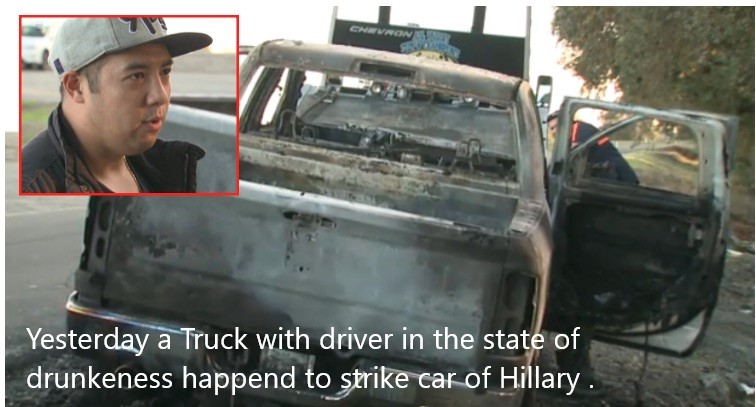 CHEVRON
Yesterday a Truck with driver in the state of
drunkeness happend to strike car of Hillary .